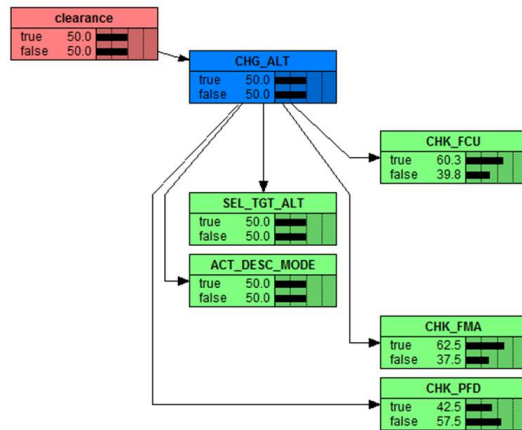 clearance
true 50.0
false 50.0
CHG_ALT
true 50.0
false 50.0
CHK_FCU
true 60.3
false 39.8
SEL_TGT_ALT
true 50.0
false 50.0
ACT_DESC_MODE
true 50.0
false 50.0
CHK_FMA
true 62.5
false 37.5
CHK_PFD
true 42.5
false 57.5